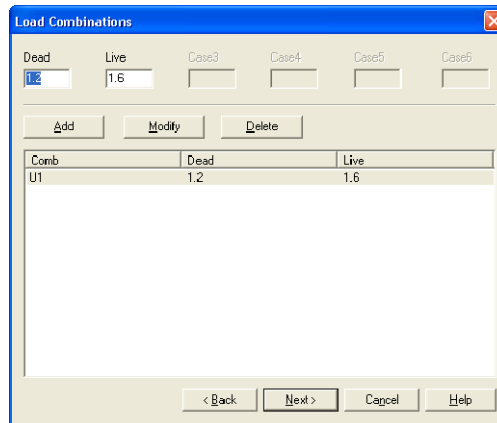 Load Combinations
Dead Live Case3 Case4 Case5 Case6
1.2 1.6
Add Modify Delete
Comb Dead Live
U1 1.2 1.6
< Back Next > Cancel Help